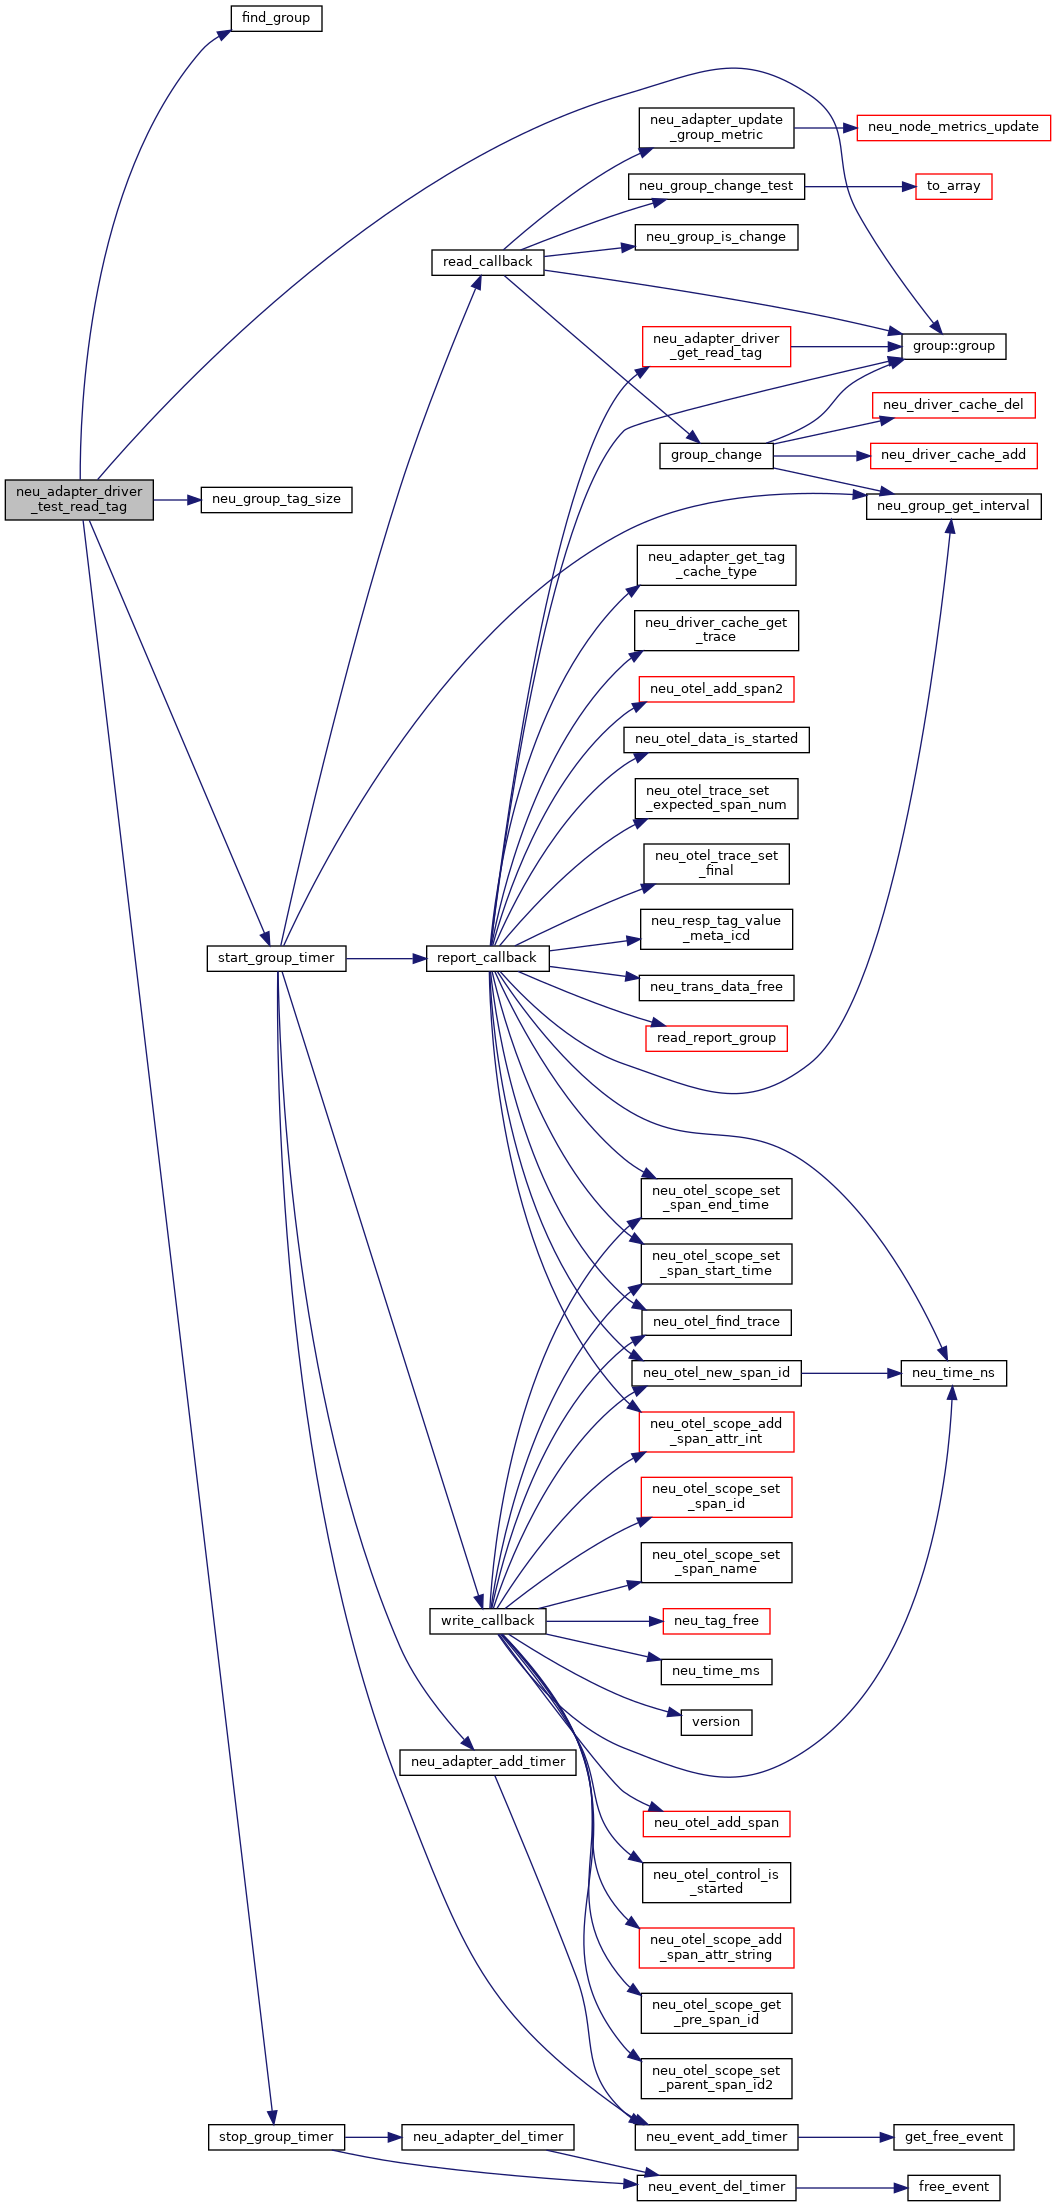 find_group
neu_adapter_update
_group_metric
neu_node_metrics_update
neu_group_change_test
to_array
neu_group_is_change
read_callback
neu_adapter_driver
_get_read_tag
group::group
neu_driver_cache_del
group_change
neu_driver_cache_add
neu_adapter_driver
_test_read_tag
neu_group_tag_size
neu_group_get_interval
neu_adapter_get_tag
_cache_type
neu_driver_cache_get
_trace
neu_otel_add_span2
neu_otel_data_is_started
neu_otel_trace_set
_expected_span_num
neu_otel_trace_set
_final
neu_resp_tag_value
_meta_icd
start_group_timer
report_callback
neu_trans_data_free
read_report_group
neu_otel_scope_set
_span_end_time
neu_otel_scope_set
_span_start_time
neu_otel_find_trace
neu_otel_new_span_id
neu_time_ns
neu_otel_scope_add
_span_attr_int
neu_otel_scope_set
_span_id
neu_otel_scope_set
_span_name
write_callback
neu_tag_free
neu_time_ms
version
neu_adapter_add_timer
neu_otel_add_span
neu_otel_control_is
_started
neu_otel_scope_add
_span_attr_string
neu_otel_scope_get
_pre_span_id
neu_otel_scope_set
_parent_span_id2
stop_group_timer
neu_adapter_del_timer
neu_event_add_timer
get_free_event
neu_event_del_timer
free_event